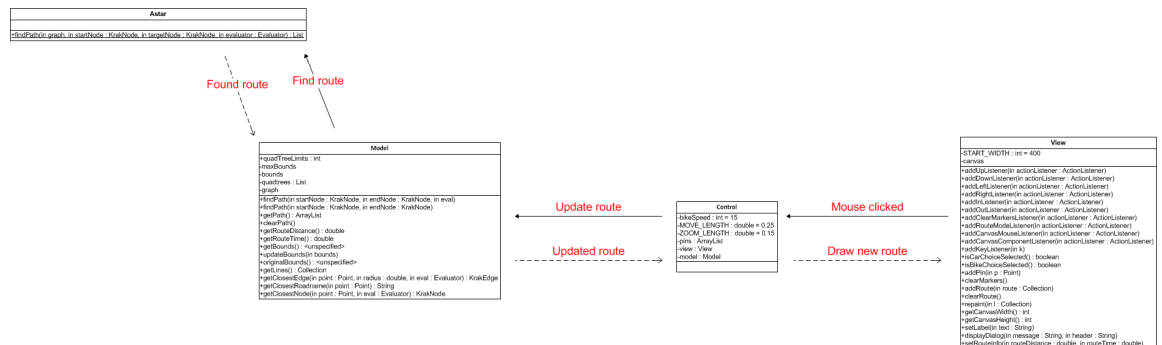 Astar
+findPath(in graph, in startNode : KrakNode, in targetNode : KrakNode, in evaluator : Evaluator) : List
Found route
Find route
Model
+quadTreeLimits : int
-maxBounds
-bounds
-quadtrees : List
-graph
+findPath(in startNode : KrakNode, in endNode : KrakNode, in eval)
+findPath(in startNode : KrakNode, in endNode : KrakNode)
+getPath() : ArrayList
+clearPath()
+getRouteDistance() : double
+getRouteTime() : double
+getBounds() : <unspecified>
+updateBounds(in bounds)
+originalBounds() : <unspecified>
+getLines() : Collection
+getClosestEdge(in point : Point, in radius : double, in eval : Evaluator) : KrakEdge
+getClosestRoadname(in point : Point) : String
+getClosestNode(in point : Point, in eval : Evaluator) : KrakNode
Update route
Updated route
Control
-bikeSpeed : int = 15
-MOVE_LENGTH : double = 0.25
-ZOOM_LENGTH : double = 0.15
-pins : ArrayList
-view : View
-model : Model
Mouse clicked
Draw new route
View
-START_WIDTH : int = 400
-canvas
+addUpListener(in actionListener : ActionListener)
+addDownListener(in actionListener : ActionListener)
+addLeftListener(in actionListener : ActionListener)
+addRightListener(in actionListener : ActionListener)
+addInListener(in actionListener : ActionListener)
+addOutListener(in actionListener : ActionListener)
+addClearMarkersListener(in actionListener : ActionListener)
+addRouteModeListener(in actionListener : ActionListener)
+addCanvasMouseListener(in actionListener : ActionListener)
+addCanvasComponentListener(in actionListener : ActionListener)
+addKeyListener(in k)
+isCarChoiceSelected() : boolean
+isBikeChoiceSelected() : boolean
+addPin(in p : Point)
+clearMarkers()
+addRoute(in route : Collection)
+clearRoute()
+repaint(in l : Collection)
+getCanvasWidth() : int
+getCanvasHeight() : int
+setLabel(in text : String)
+displayDialog(in message : String, in header : String)
+setRouteInfo(in routeDistance : double, in routeTime : double)